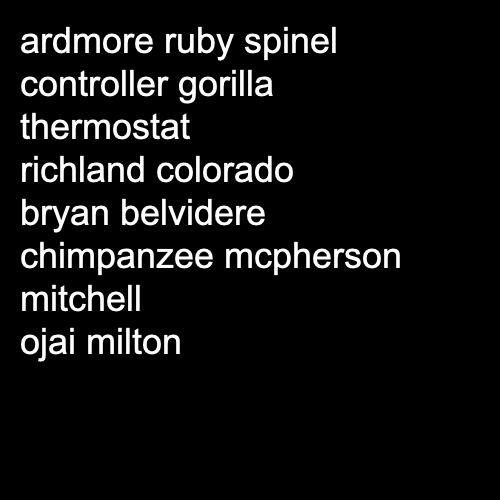 ardmore ruby spinel
controller gorilla
thermostat
richland colorado
bryan belvidere
chimpanzee mcpherson
mitchell
ojai milton